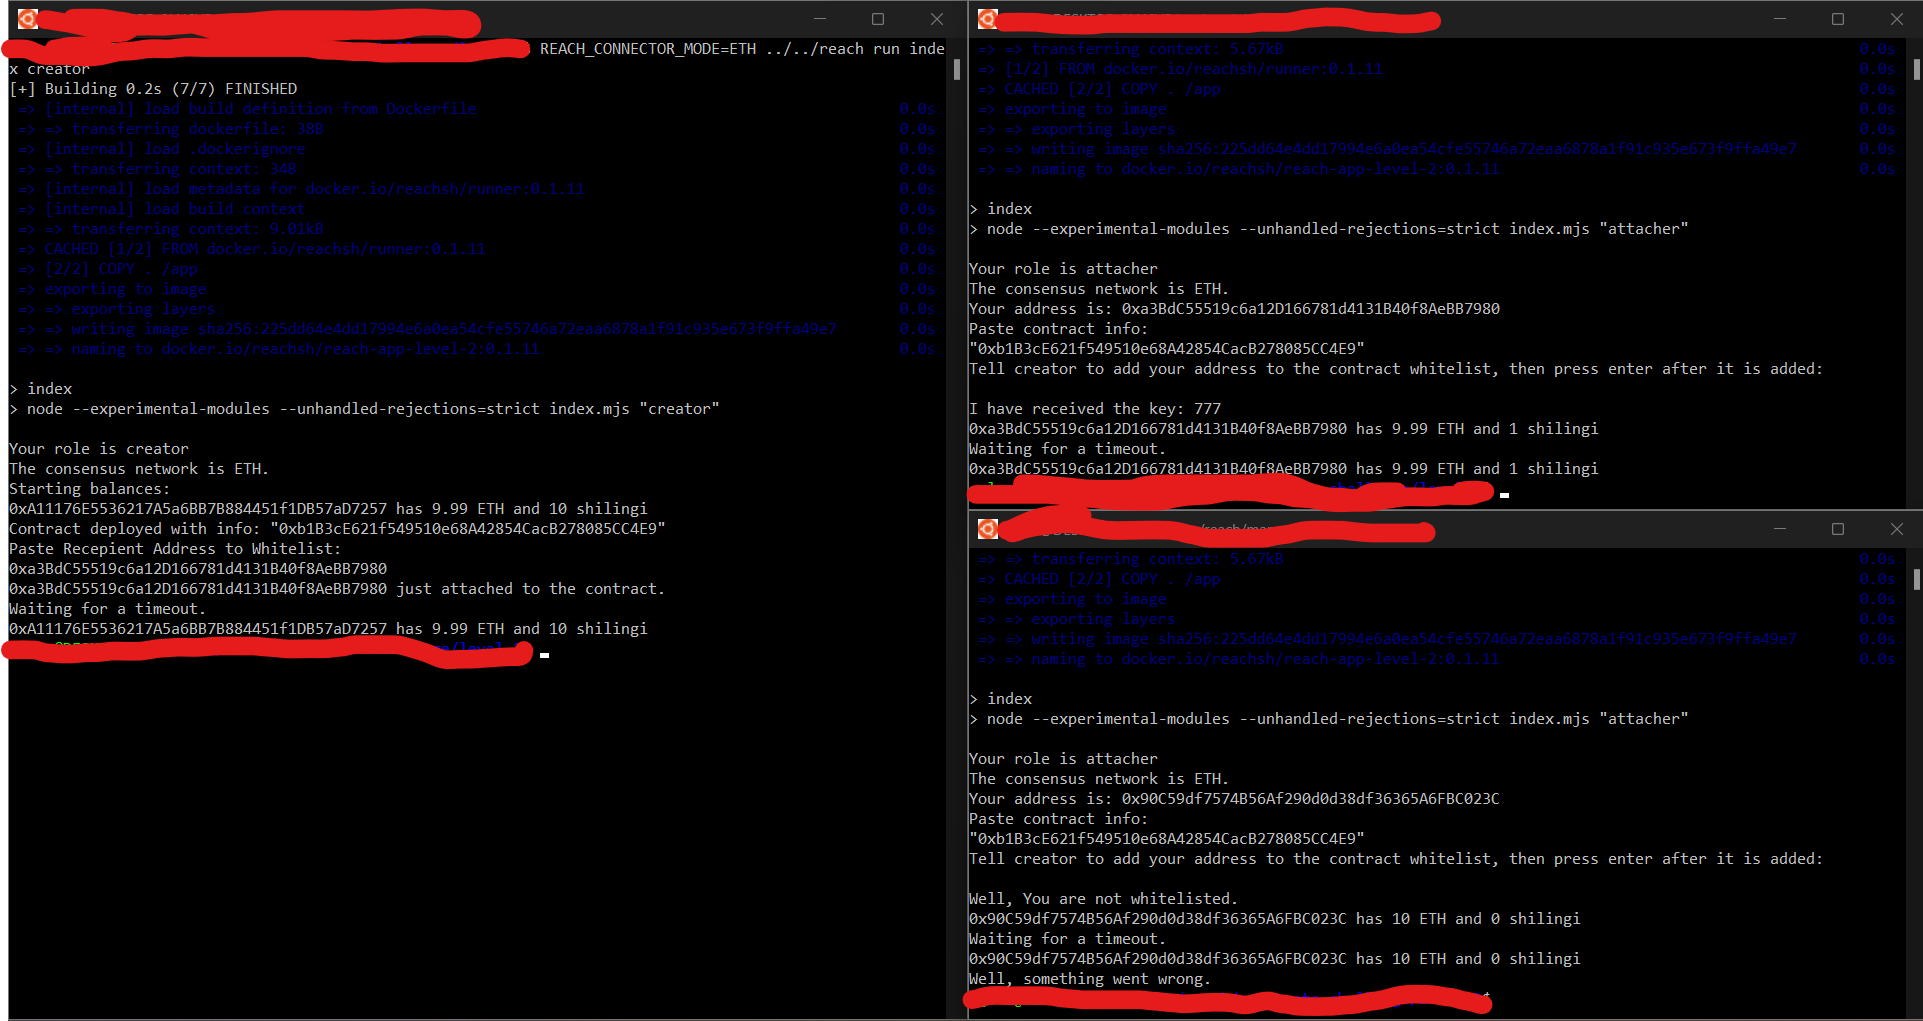 REACH_CONNECTOR_MODE=ETH ../../reach run inde
x creator
[+] Building 0.2s (7/7) FINISHED
=> [internal] load build definition from Dockerfile 0.0s
=> => transferring dockerfile: 38B 0.0s
=> [internal] load .dockerignore 0.0s
=> => transferring context: 34B 0.0s
=> [internal] load metadata for docker.io/reachsh/runner:0.1.11 0.0s
=> [internal] load build context 0.0s
=> => transferring context: 9.01kB 0.0s
=> CACHED [1/2] FROM docker.io/reachsh/runner:0.1.11 0.0s
=> [2/2] COPY . /app 0.0s
=> exporting to image 0.0s
=> => exporting layers 0.0s
=> => writing image sha256:225dd64e4dd17994e6a0ea54cfe55746a72eaa6878a1f91c935e673f9ffa49e7 0.0s
=> => naming to docker.io/reachsh/reach-app-level-2:0.1.11 0.0s
> index
> node --experimental-modules --unhandled-rejections=strict index.mjs "creator"
Your role is creator
The consensus network is ETH.
Starting balances:
0xA11176E5536217A5a6BB7B884451f1DB57aD7257 has 9.99 ETH and 10 shilingi
Contract deployed with info: "0xb1B3cE621f549510e68A42854CacB278085CC4E9"
Paste Recepient Address to Whitelist:
0xa3BdC55519c6a12D166781d4131B40f8AeBB7980
0xa3BdC55519c6a12D166781d4131B40f8AeBB7980 just attached to the contract.
Waiting for a timeout.
0xA11176E5536217A5a6BB7B884451f1DB57aD7257 has 9.99 ETH and 10 shilingi
=> => transferring context: 5.67kB 0.0s
=> [1/2] FROM docker.io/reachsh/runner:0.1.11 0.0s
=> CACHED [2/2] COPY . /app 0.0s
=> exporting to image 0.0s
=> => exporting layers 0.0s
=> => writing image sha256:225dd64e4dd17994e6a0ea54cfe55746a72eaa6878a1f91c935e673f9ffa49e7 0.0s
=> => naming to docker.io/reachsh/reach-app-level-2:0.1.11 0.0s
> index
> node --experimental-modules --unhandled-rejections=strict index.mjs "attacher"
Your role is attacher
The consensus network is ETH.
Your address is: 0xa3BdC55519c6a12D166781d4131B40f8AeBB7980
Paste contract info:
"0xb1B3cE621f549510e68A42854CacB278085CC4E9"
Tell creator to add your address to the contract whitelist, then press enter after it is added:
I have received the key: 777
0xa3BdC55519c6a12D166781d4131B40f8AeBB7980 has 9.99 ETH and 1 shilingi
Waiting for a timeout.
0xa3BdC55519c6a12D166781d4131B40f8AeBB7980 has 9.99 ETH and 1 shilingi
=> => transferring context: 5.67kB 0.0s
=> CACHED [2/2] COPY . /app 0.0s
=> exporting to image 0.0s
=> => exporting layers 0.0s
=> => writing image sha256:225dd64e4dd17994e6a0ea54cfe55746a72eaa6878a1f91c935e673f9ffa49e7 0.0s
=> => naming to docker.io/reachsh/reach-app-level-2:0.1.11 0.0s
> index
> node --experimental-modules --unhandled-rejections=strict index.mjs "attacher"
Your role is attacher
The consensus network is ETH.
Your address is: 0x90C59df7574B56Af290d0d38df36365A6FBC023C
Paste contract info:
"0xb1B3cE621f549510e68A42854CacB278085CC4E9"
Tell creator to add your address to the contract whitelist, then press enter after it is added:
Well, You are not whitelisted.
0x90C59df7574B56Af290d0d38df36365A6FBC023C has 10 ETH and 0 shilingi
Waiting for a timeout.
0x90C59df7574B56Af290d0d38df36365A6FBC023C has 10 ETH and 0 shilingi
Well, something went wrong.